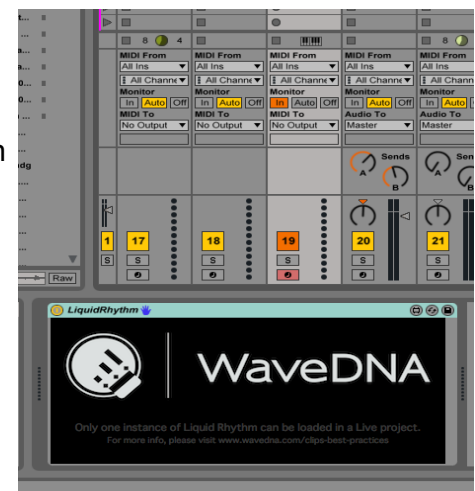 t...
...
a...
a...
0...
0...
...
...
n
...
dg
...
...
...
...
8 4 8
MIDI From MIDI From MIDI From MIDI From MIDI From
All Ins All Ins All Ins All Ins All Ins
All Channe All Channe All Channe All Channe All Chann
Monitor Monitor Monitor Monitor Monitor
In Auto Off In Auto Off In Auto Off In Auto Off In Auto
MIDI To MIDI To MIDI To Audio To Audio To
No Output No Output No Output Master Master
Sends Sen
A B A B
1 17 18 19 20 21
S S S S S S
Raw
LiquidRhythm
WaveDNA
Only one instance of Liquid Rhythm can be loaded in a Live project.
For more info, please visit www.wavedna.com/clips-best-practices